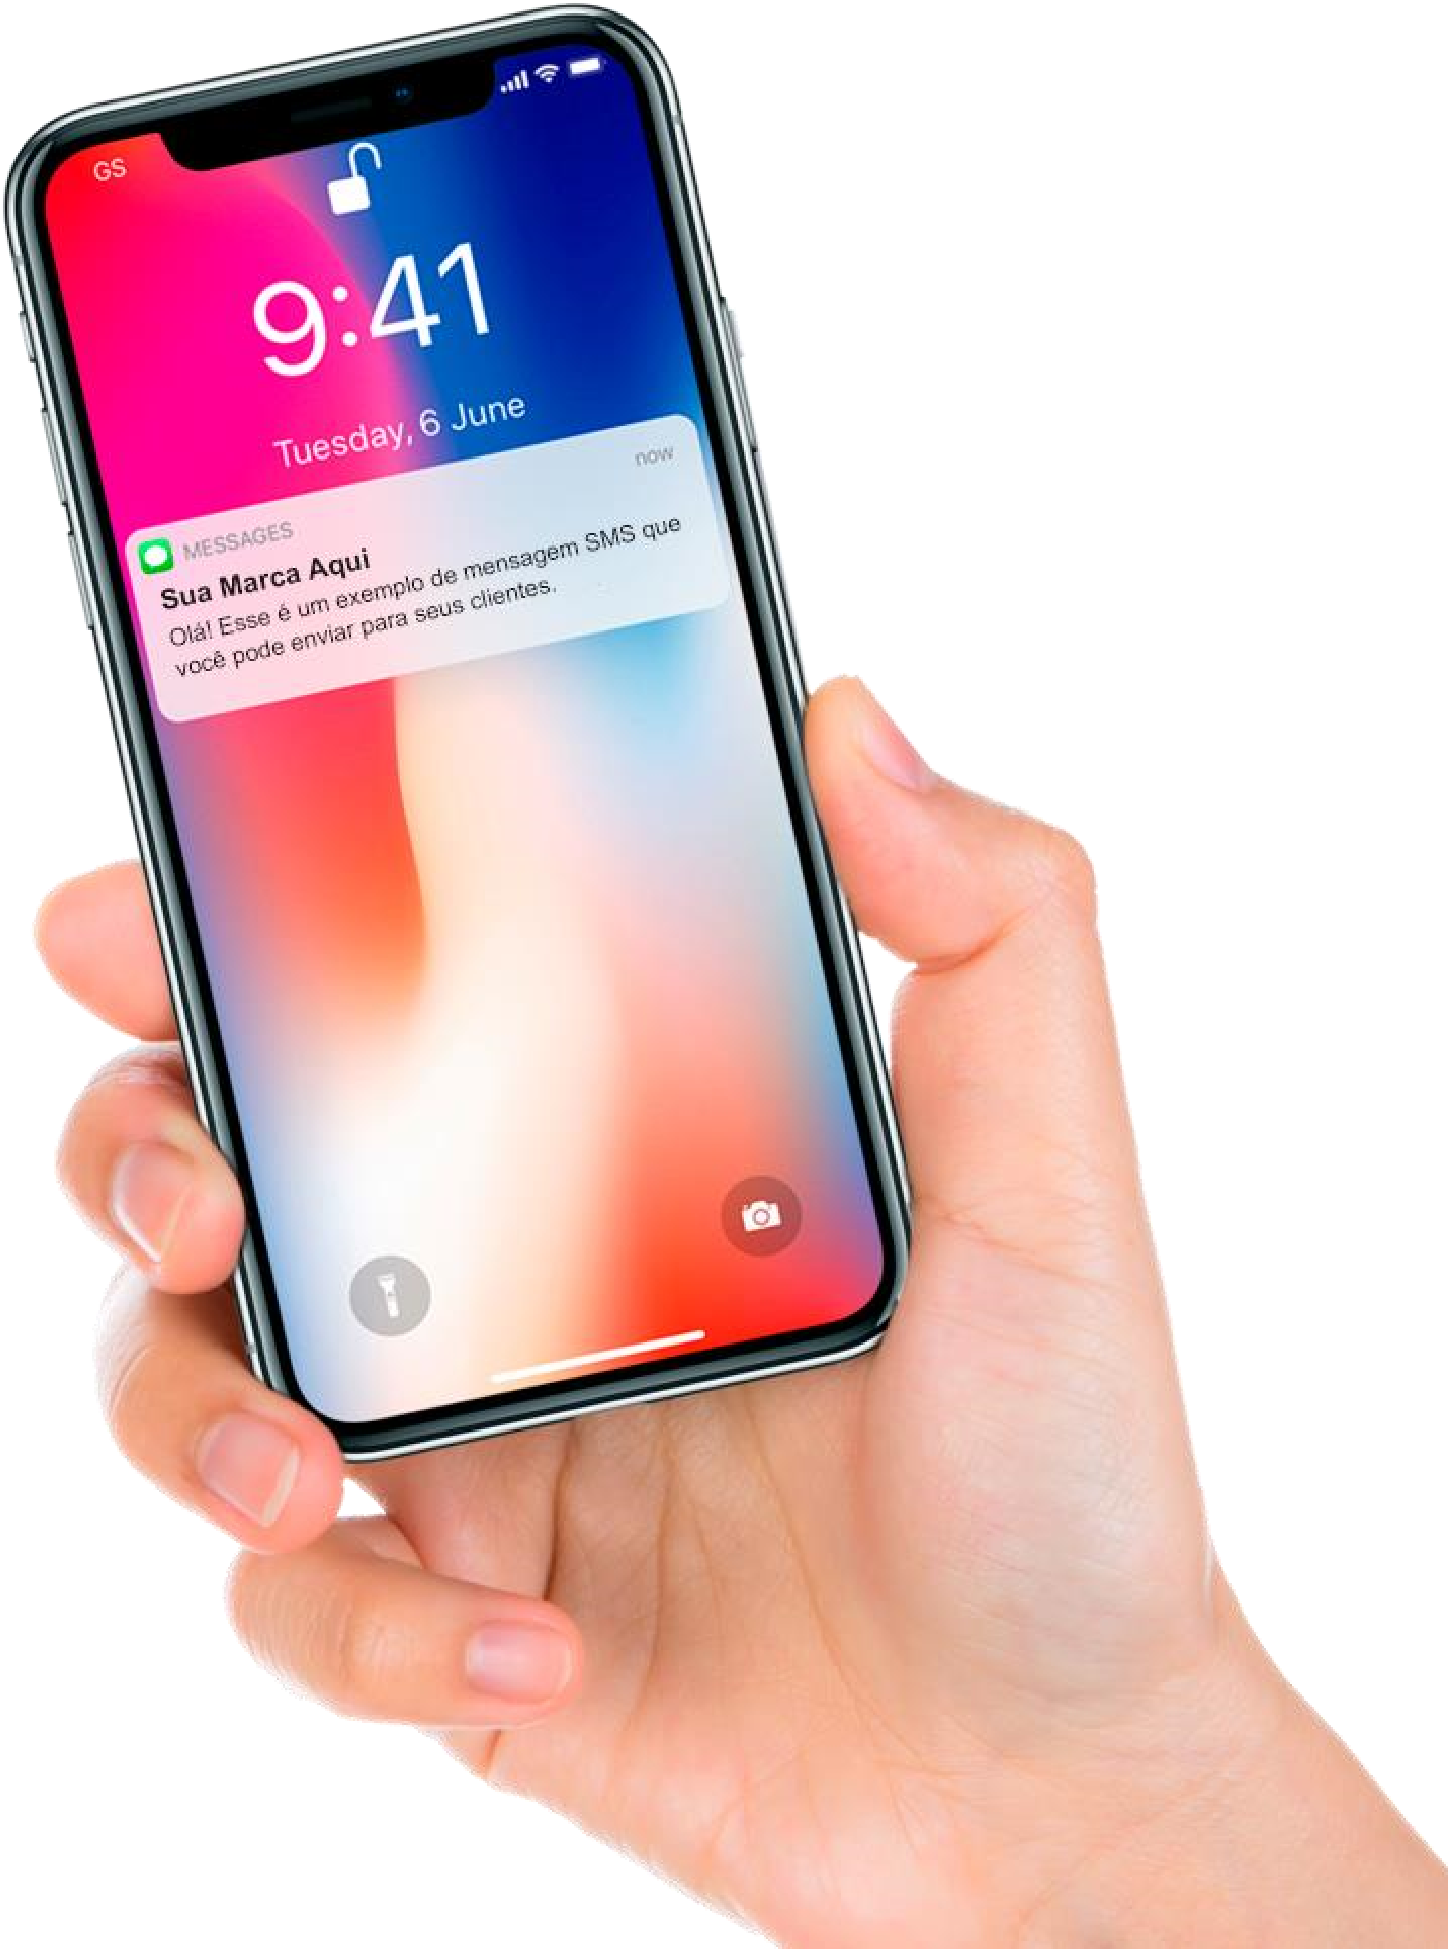 GS
9:41
Tuesday, 6 June
MESSAGES
now
Sua Marca Aqui
Olá! Esse é um exemplo de mensagem SMS que
você pode enviar para seus clientes.